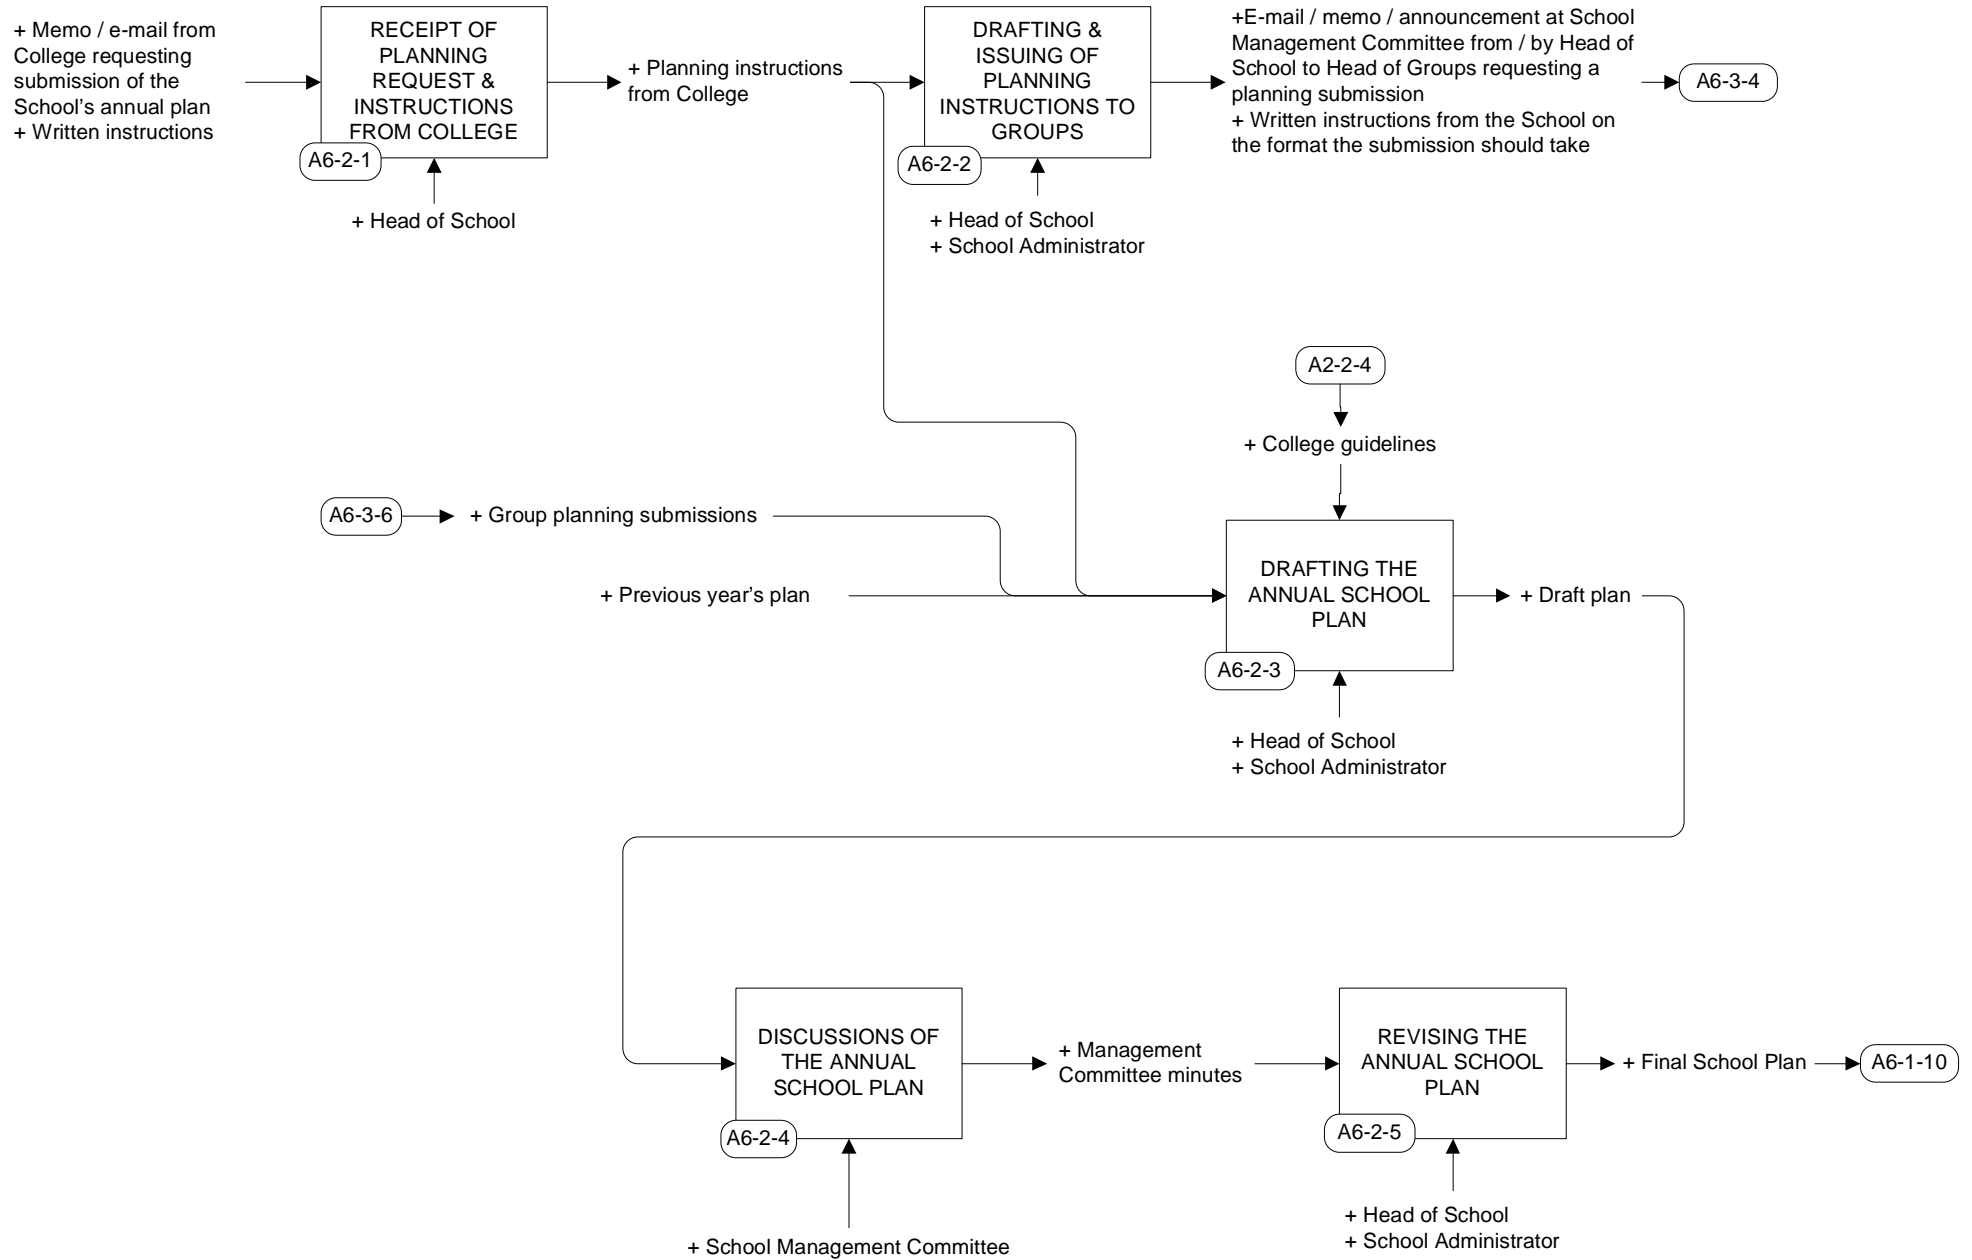 + Memo / e-mail from
College requesting
submission of the
School's annual plan
+ Written instructions
RECEIPT OF
PLANNING
REQUEST &
INSTRUCTIONS
FROM COLLEGE
A6-2-1
+ Head of School
+ Planning instructions
from College
DRAFTING &
ISSUING OF
PLANNING
INSTRUCTIONS TO
GROUPS
A6-2-2
+ Head of School
+ School Administrator
+E-mail / memo / announcement at School
Management Committee from / by Head of
School to Head of Groups requesting a
planning submission
+ Written instructions from the School on
the format the submission should take
A6-3-4
A2-2-4
+ College guidelines
A6-3-6
+ Group planning submissions
+ Previous year's plan
DRAFTING THE
ANNUAL SCHOOL
PLAN
A6-2-3
+ Head of School
+ School Administrator
+ Draft plan
DISCUSSIONS OF
THE ANNUAL
SCHOOL PLAN
A6-2-4
+ School Management Committee
+ Management
Committee minutes
REVISING THE
ANNUAL SCHOOL
PLAN
A6-2-5
+ Head of School
+ School Administrator
+ Final School Plan
A6-1-10